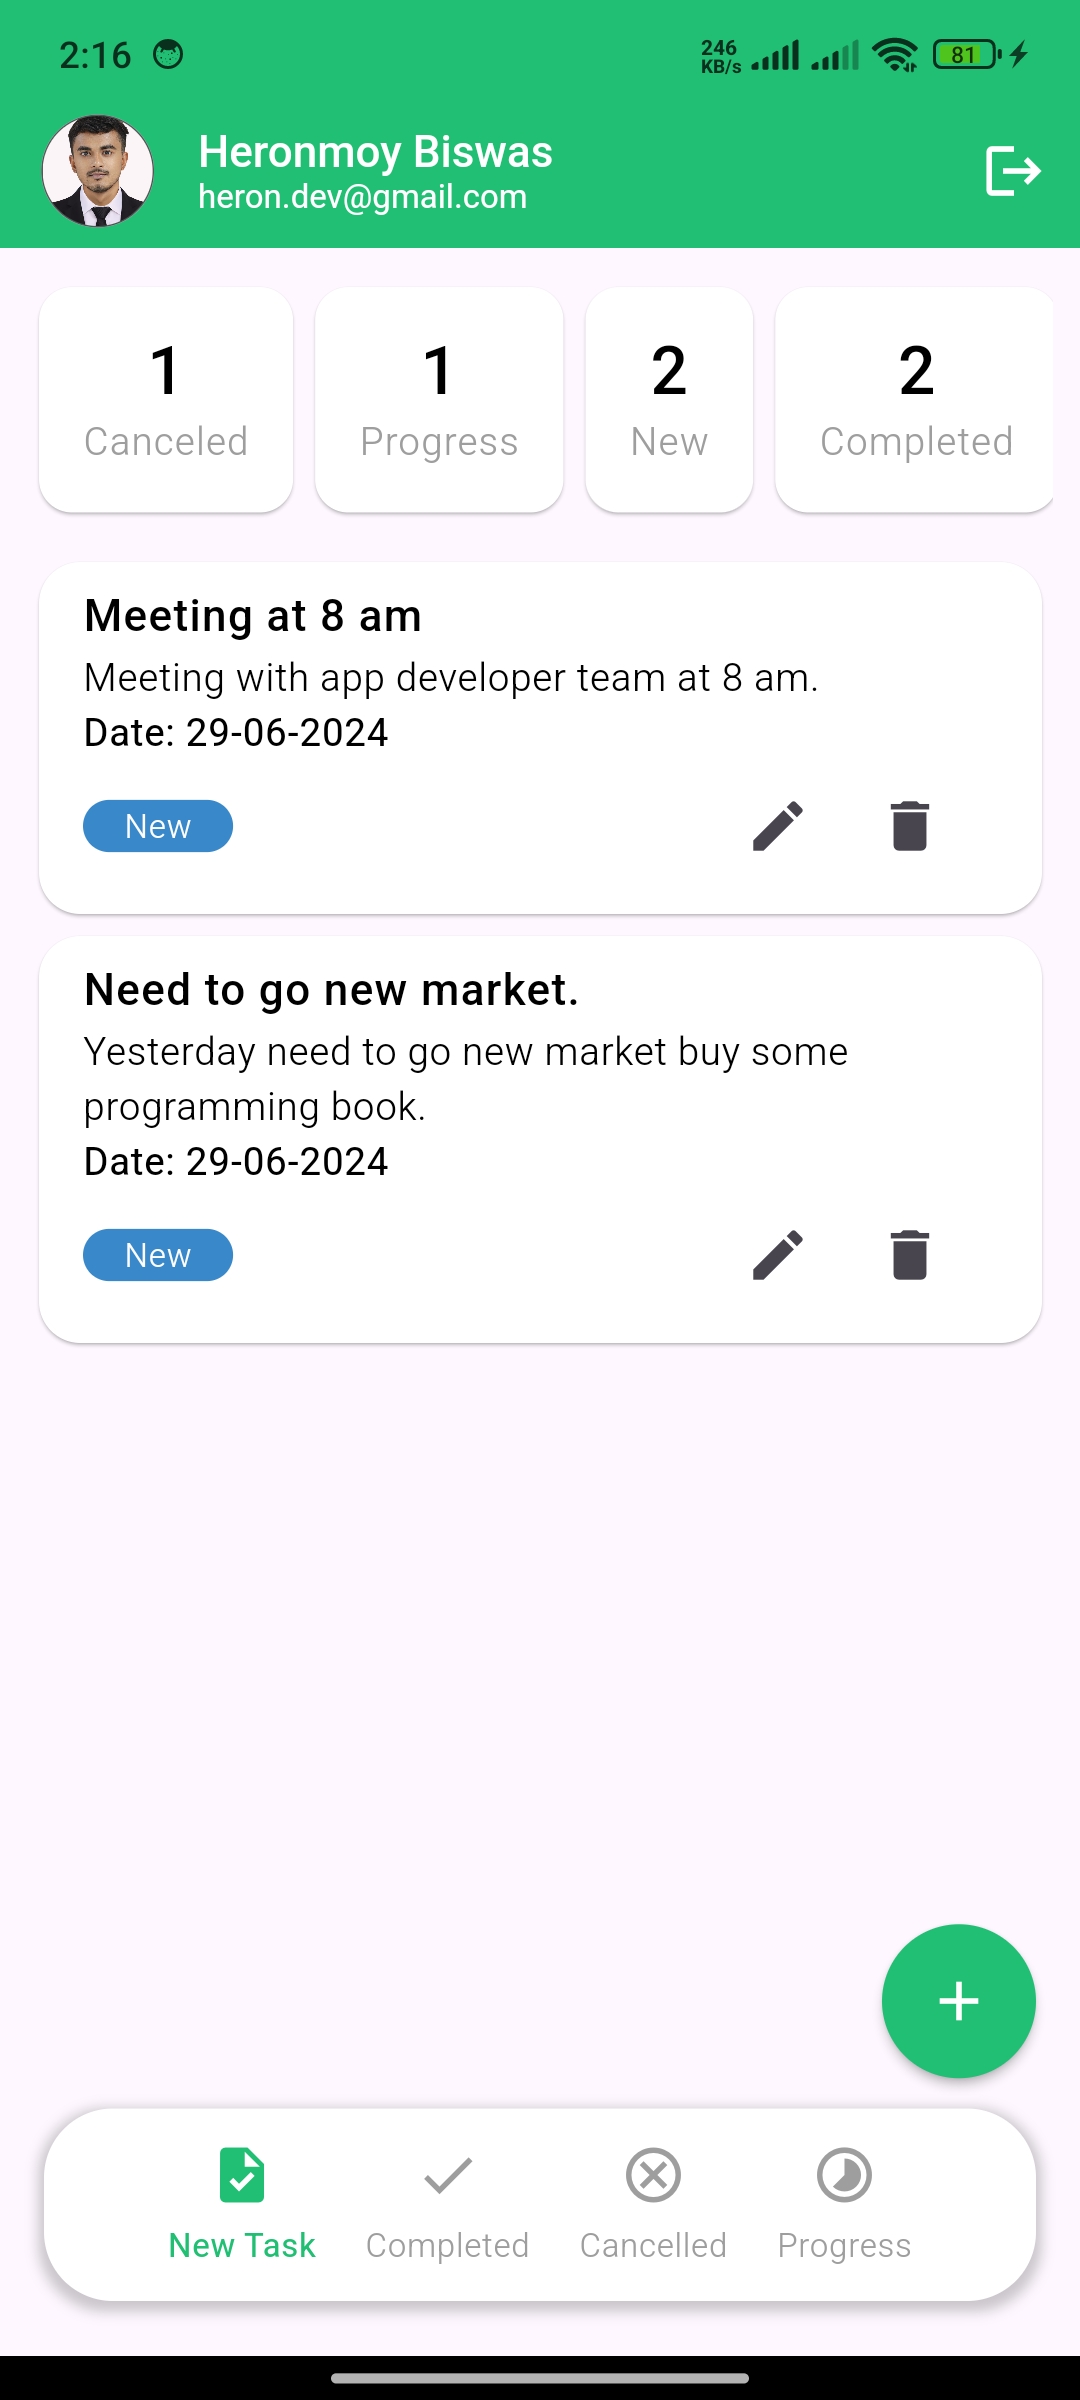 2:16
246
KB/s
81
Heronmoy Biswas
heron.dev@gmail.com
1
Canceled
1
Progress
2
New
2
Completed
Meeting at 8 am
Meeting with app developer team at 8 am.
Date: 29-06-2024
New
Need to go new market.
Yesterday need to go new market buy some
programming book.
Date: 29-06-2024
New
New Task
Completed
Cancelled
Progress